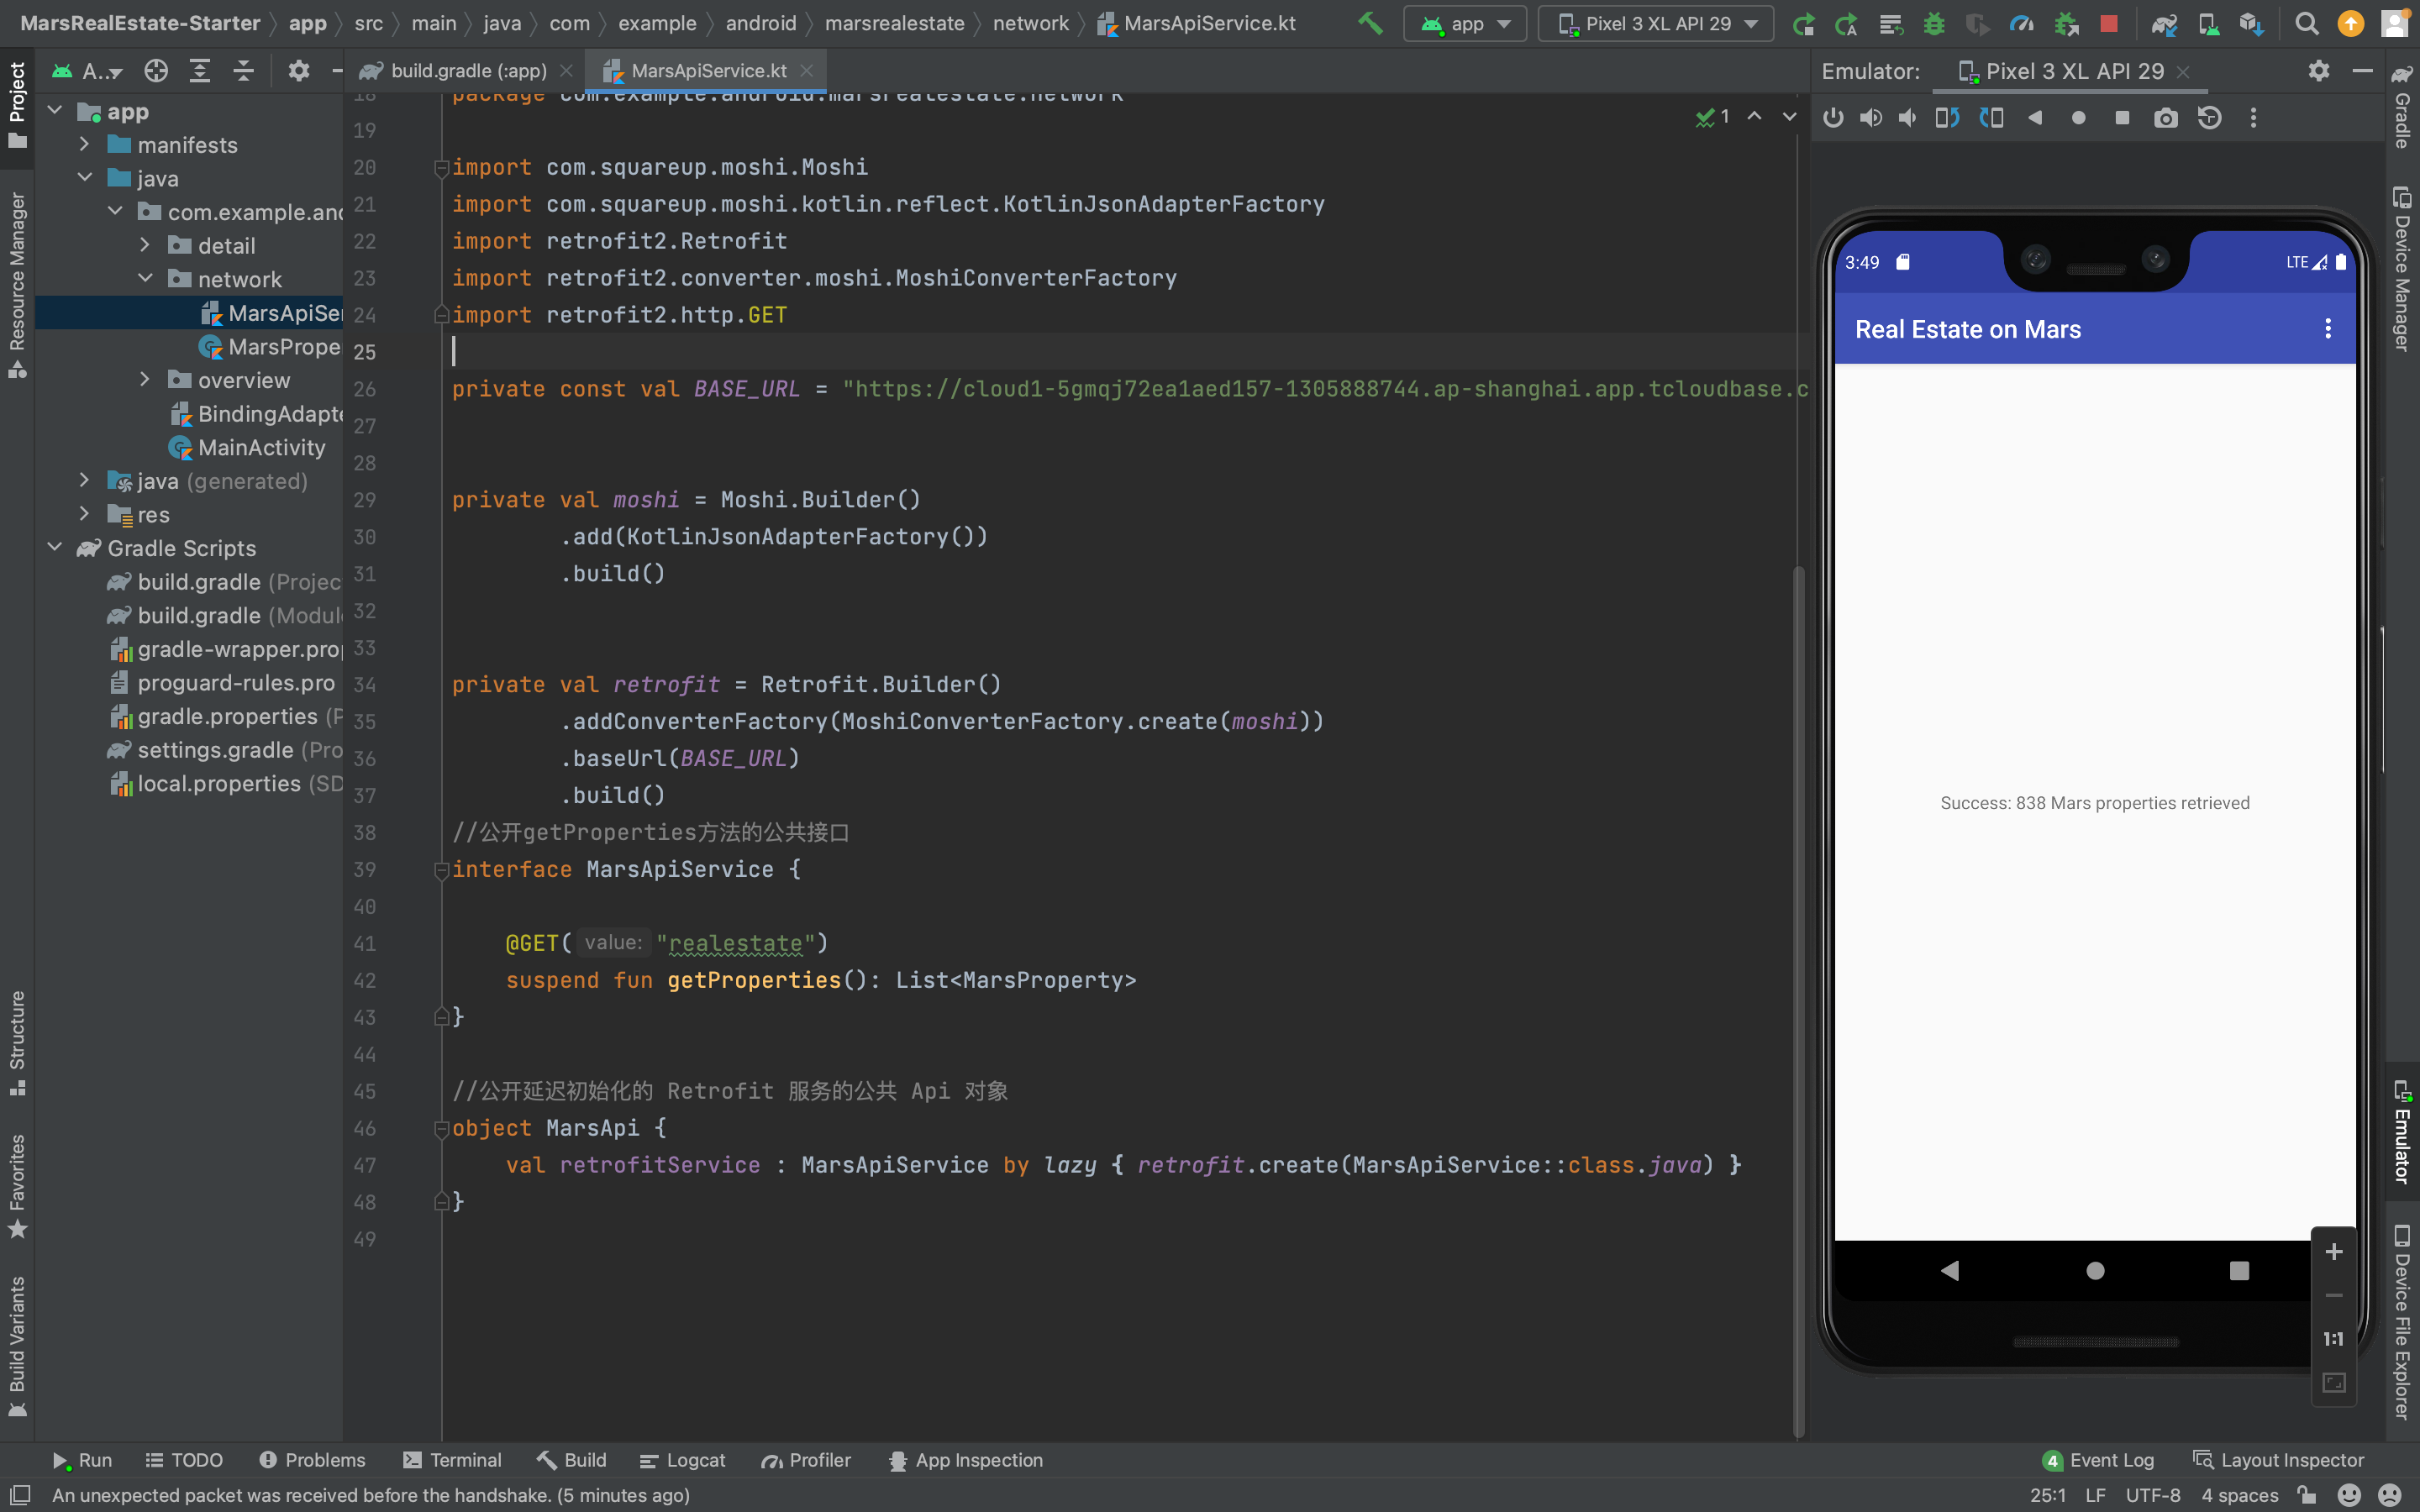 MarsRealEstate-Starter app src main java com example android marsrealestate network MarsApiService.kt
app
Pixel 3 XL API 29
Project
A..
build.gradle (:app)
MarsApiService.kt
Emulator:
Pixel 3 XL API 29
Gradle
app
manifests
java
com.example.and
detail
network
MarsApiSer
MarsPrope
overview
BindingAdapte
MainActivity
java (generated)
res
Gradle Scripts
build.gradle (Projec
build.gradle (Modul
gradle-wrapper.prop
proguard-rules.pro
gradle.properties (P
settings.gradle (Pro
local.properties (SD
Resource Manager
Structure
Favorites
Build Variants
1
18 package com.example.android.marsrealestate.network
19
20 import com.squareup.moshi.Moshi
21 import com.squareup.moshi.kotlin.reflect.KotlinJsonAdapterFactory
22 import retrofit2.Retrofit
23 import retrofit2.converter.moshi.MoshiConverterFactory
24 import retrofit2.http.GET
25
26 private const val BASE_URL = "https://cloud1-5gmqj72ea1aed157-1305888744.ap-shanghai.app.tcloudbase.c
27
28
29 private val moshi = Moshi.Builder()
30 .add(KotlinJsonAdapterFactory())
31 .build()
32
33
34 private val retrofit = Retrofit.Builder()
35 .addConverterFactory(MoshiConverterFactory.create(moshi))
36 .baseUrl(BASE_URL)
37 .build()
38 //公开getProperties方法的公共接口
39 interface MarsApiService {
40
41 @GET( value: "realestate")
42 suspend fun getProperties(): List<MarsProperty>
43 }
44
45 //公开延迟初始化的 Retrofit 服务的公共 Api 对象
46 object MarsApi {
47 val retrofitService : MarsApiService by lazy { retrofit.create(MarsApiService::class.java) }
48 }
49
3:49
LTE
Real Estate on Mars
Success: 838 Mars properties retrieved
1:1
Device Manager
Emulator
Device File Explorer
Run TODO Problems Terminal Build Logcat Profiler App Inspection
4 Event Log Layout Inspector
An unexpected packet was received before the handshake. (5 minutes ago)
25:1 LF UTF-8 4 spaces